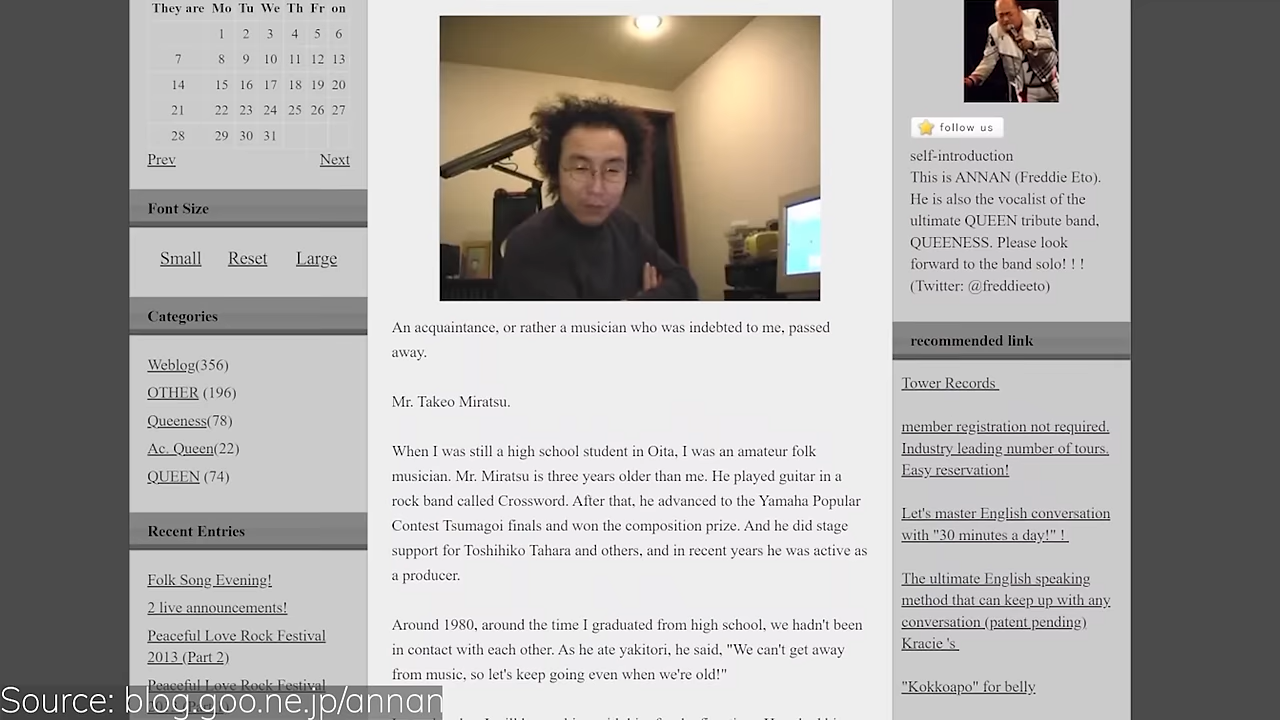 They are Mo Tu We Th Fr on
1 2 3 4 5 6
7 8 9 10 11 12 13
14 15 16 17 18 19 20
21 22 23 24 25 26 27
28 29 30 31
Prev Next
Font Size
Small Reset Large
Categories
Weblog(356)
OTHER (196)
Queeness(78)
Ac. Queen(22)
QUEEN (74)
Recent Entries
Folk Song Evening!
2 live announcements!
Peaceful Love Rock Festival
2013 (Part 2)
Peaceful Love Rock Festival
An acquaintance, or rather a musician who was indebted to me, passed
away.
Mr. Takeo Miratsu.
When I was still a high school student in Oita, I was an amateur folk
musician. Mr. Miratsu is three years older than me. He played guitar in a
rock band called Crossword. After that, he advanced to the Yamaha Popular
Contest Tsumagoi finals and won the composition prize. And he did stage
support for Toshihiko Tahara and others, and in recent years he was active as
a producer.
Around 1980, around the time I graduated from high school, we hadn't been
in contact with each other. As he ate yakitori, he said, "We can't get away
from music, so let's keep going even when we're old!"
follow us
self-introduction
This is ANNAN (Freddie Eto).
He is also the vocalist of the
ultimate QUEEN tribute band,
QUEENESS. Please look
forward to the band solo! ! !
(Twitter: @freddieeto)
recommended link
Tower Records
member registration not required.
Industry leading number of tours.
Easy reservation!
Let's master English conversation
with "30 minutes a day!" !
The ultimate English speaking
method that can keep up with any
conversation (patent pending)
Kracie 's
"Kokkoapo" for belly
Source: blog.goo.ne.jp/annan